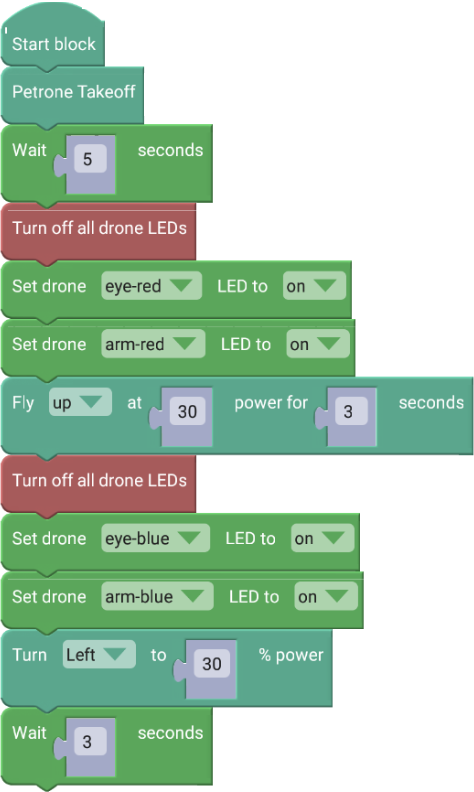 Start block
Petrone Takeoff
Wait 5 seconds
Turn off all drone LEDs
Set drone eye-red LED to on
Set drone arm-red LED to on
Fly up at 30 power for 3 seconds
Turn off all drone LEDs
Set drone eye-blue LED to on
Set drone arm-blue LED to on
Turn Left to 30 % power
Wait 3 seconds